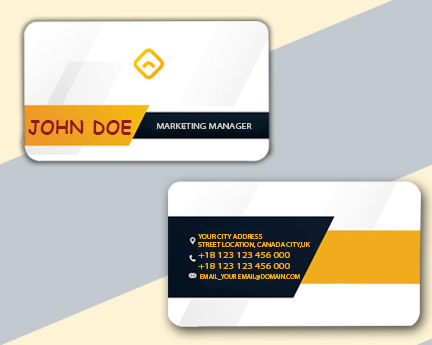 JOHN DOE
MARKETING MANAGER
YOUR CITY ADDRESS
STREET LOCATION, CANADA CITY,UK
+18 123 123 456 000
+18 123 123 456 000
EMAIL_YOUR EMAIL@DOMAIN.COM